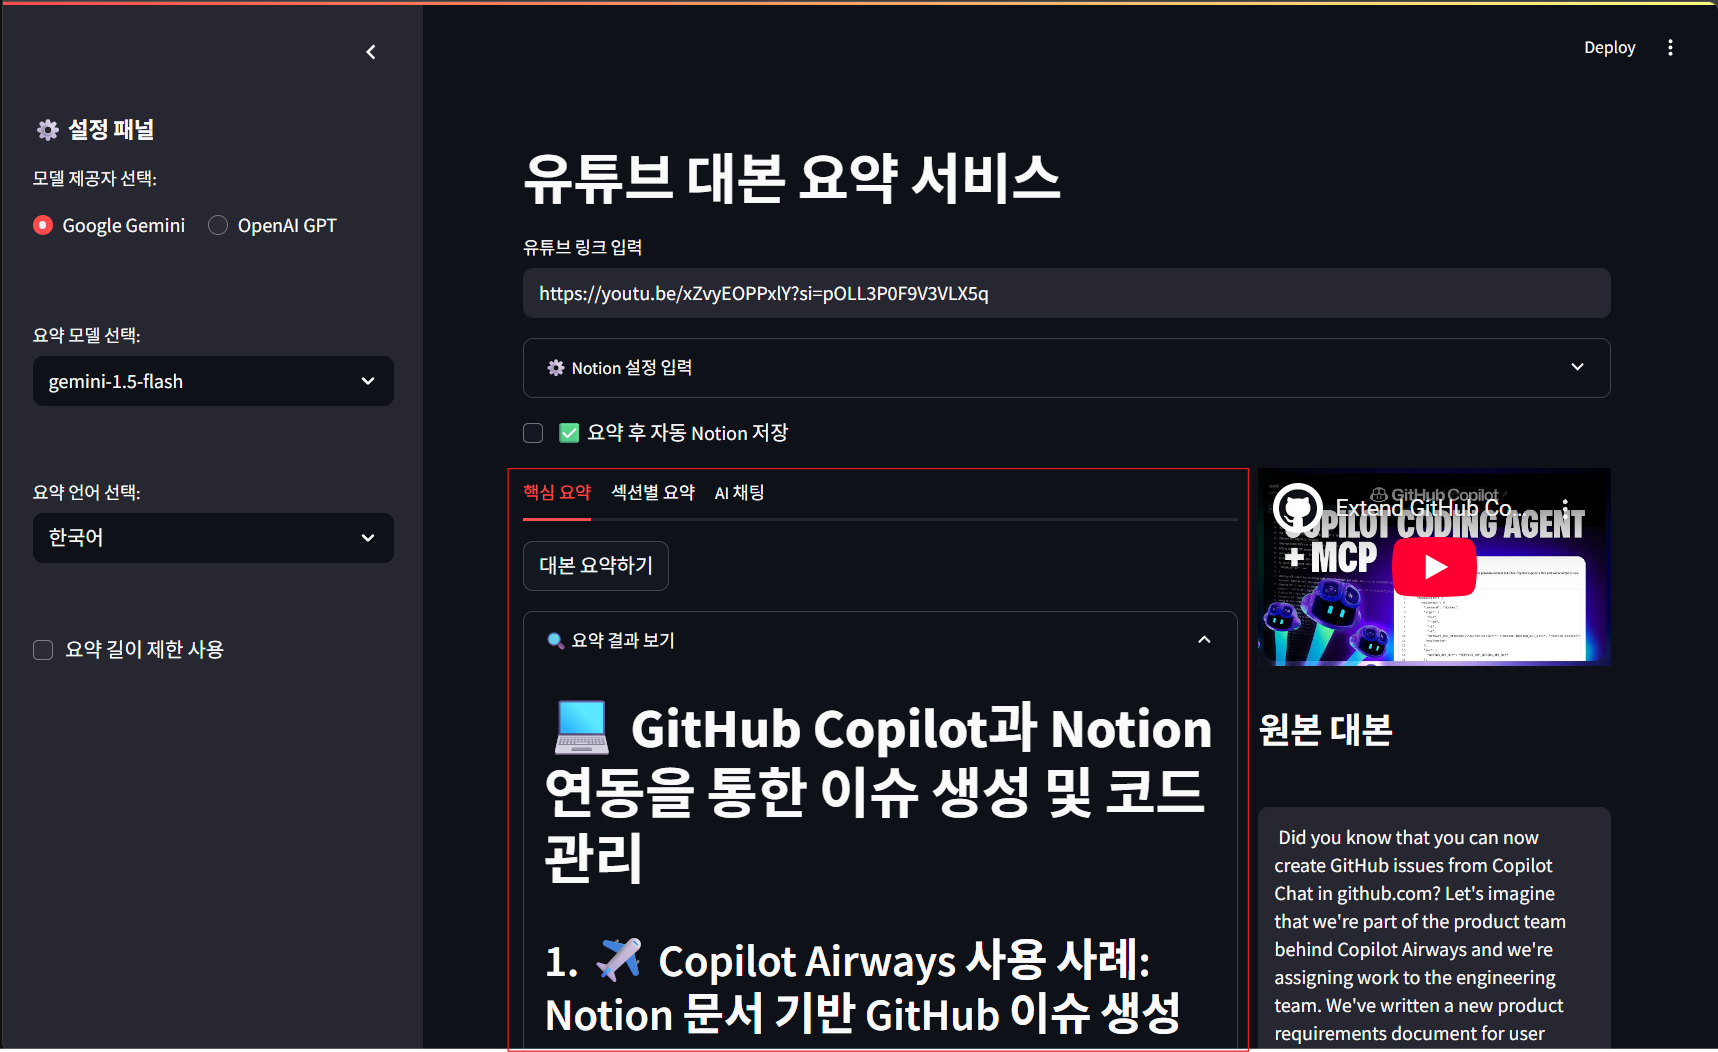 Deploy
설정 패널
모델 제공자 선택:
Google Gemini
OpenAI GPT
요약 모델 선택:
gemini-1.5-flash
요약 언어 선택:
한국어
요약 길이 제한 사용
유튜브 대본 요약 서비스
유튜브 링크 입력
https://youtu.be/xZvyEOPPxlY?si=pOLL3P0F9V3VLX5q
Notion 설정 입력
요약 후 자동 Notion 저장
핵심 요약
섹션별 요약
AI 채팅
대본 요약하기
요약 결과 보기
GitHub Copilot과 Notion
연동을 통한 이슈 생성 및 코드
관리
1. Copilot Airways 사용 사례:
Notion 문서 기반 GitHub 이슈 생성
GitHub Copilot
Extend GitHub Co...
COPILOT CODING AGENT
+ MCP
원본 대본
Did you know that you can now
create GitHub issues from Copilot
Chat in github.com? Let's imagine
that we're part of the product team
behind Copilot Airways and we're
assigning work to the engineering
team. We've written a new product
requirements document for user